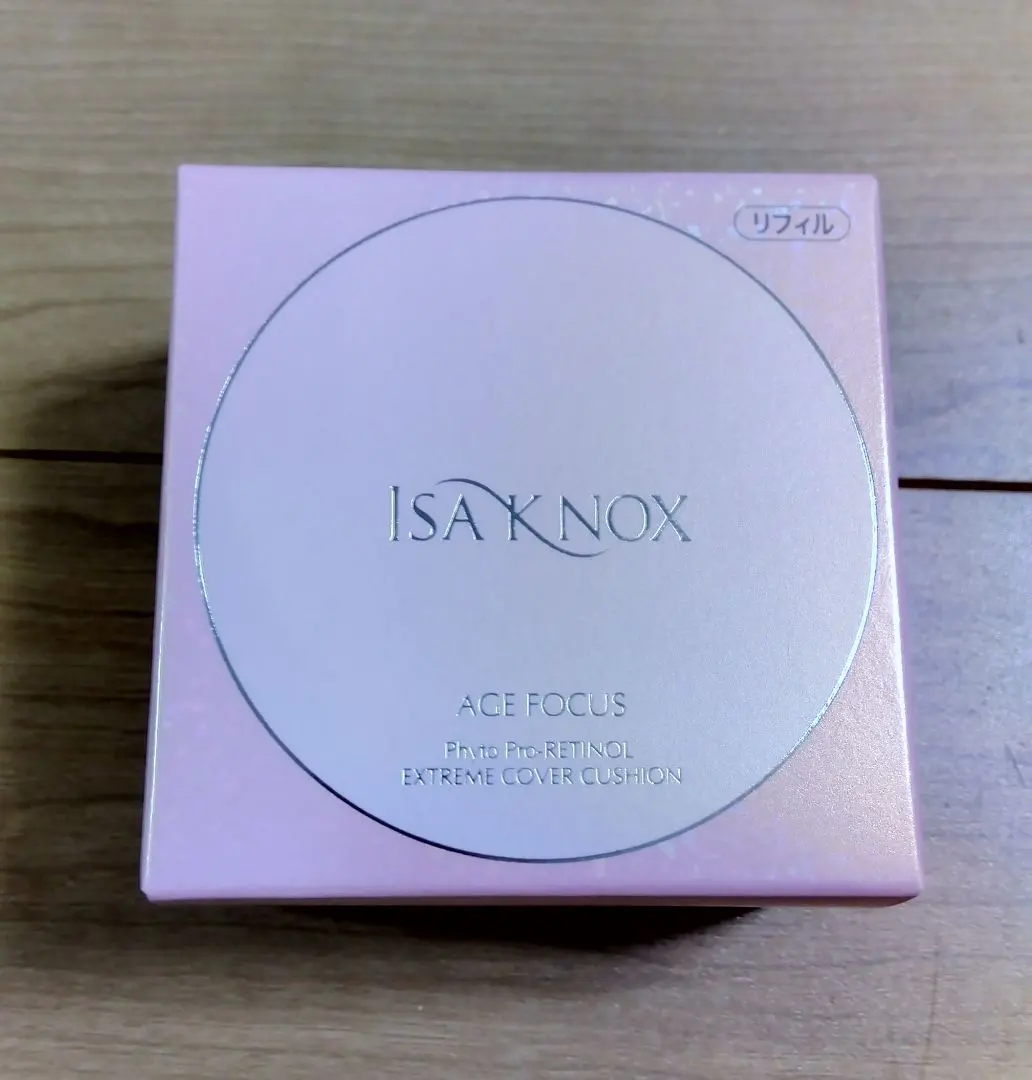 リフィル
ISA KNOX
AGE FOCUS
Phyto Pro-RETINOL
EXTREME COVER CUSHION